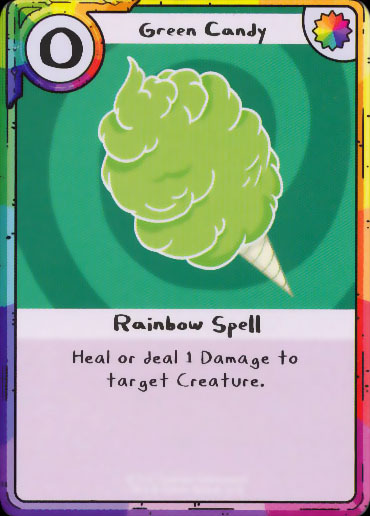 0
Green Candy
Rainbow Spell
Heal or deal 1 Damage to
target Creature.